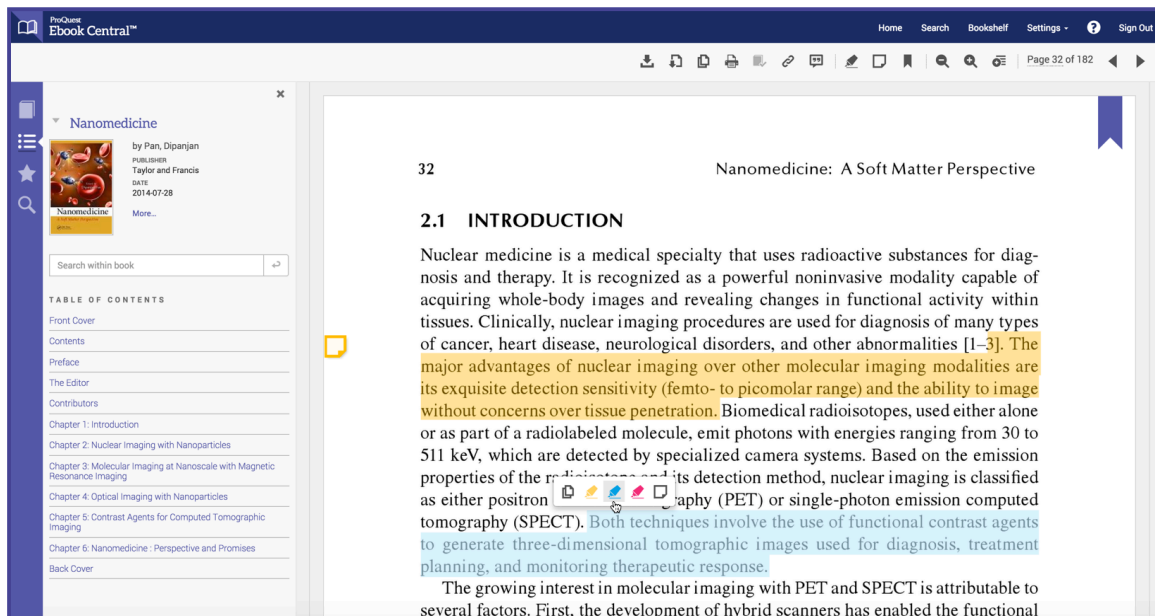 ProQuest
Ebook Central™
Home Search Bookshelf Settings Sign Out
Page 32 of 182
Nanomedicine
by Pan, Dipanjan
PUBLISHER
Taylor and Francis
DATE
2014-07-28
More...
Nanomedicine
Search within book
TABLE OF CONTENTS
Front Cover
Contents
Preface
The Editor
Contributors
Chapter 1: Introduction
Chapter 2: Nuclear Imaging with Nanoparticles
Chapter 3: Molecular Imaging at Nanoscale with Magnetic
Resonance Imaging
Chapter 4: Optical Imaging with Nanoparticles
Chapter 5: Contrast Agents for Computed Tomographic
Imaging
Chapter 6: Nanomedicine : Perspective and Promises
Back Cover
32 Nanomedicine: A Soft Matter Perspective
2.1 INTRODUCTION
Nuclear medicine is a medical specialty that uses radioactive substances for diag-
nosis and therapy. It is recognized as a powerful noninvasive modality capable of
acquiring whole-body images and revealing changes in functional activity within
tissues. Clinically, nuclear imaging procedures are used for diagnosis of many types
of cancer, heart disease, neurological disorders, and other abnormalities [1–3]. The
major advantages of nuclear imaging over other molecular imaging modalities are
its exquisite detection sensitivity (femto- to picomolar range) and the ability to image
without concerns over tissue penetration. Biomedical radioisotopes, used either alone
or as part of a radiolabeled molecule, emit photons with energies ranging from 30 to
511 keV, which are detected by specialized camera systems. Based on the emission
properties of the radioisotope and its detection method, nuclear imaging is classified
as either positron graphy (PET) or single-photon emission computed
tomography (SPECT). Both techniques involve the use of functional contrast agents
to generate three-dimensional tomographic images used for diagnosis, treatment
planning, and monitoring therapeutic response.
The growing interest in molecular imaging with PET and SPECT is attributable to
several factors. First, the development of hybrid scanners has enabled the functional